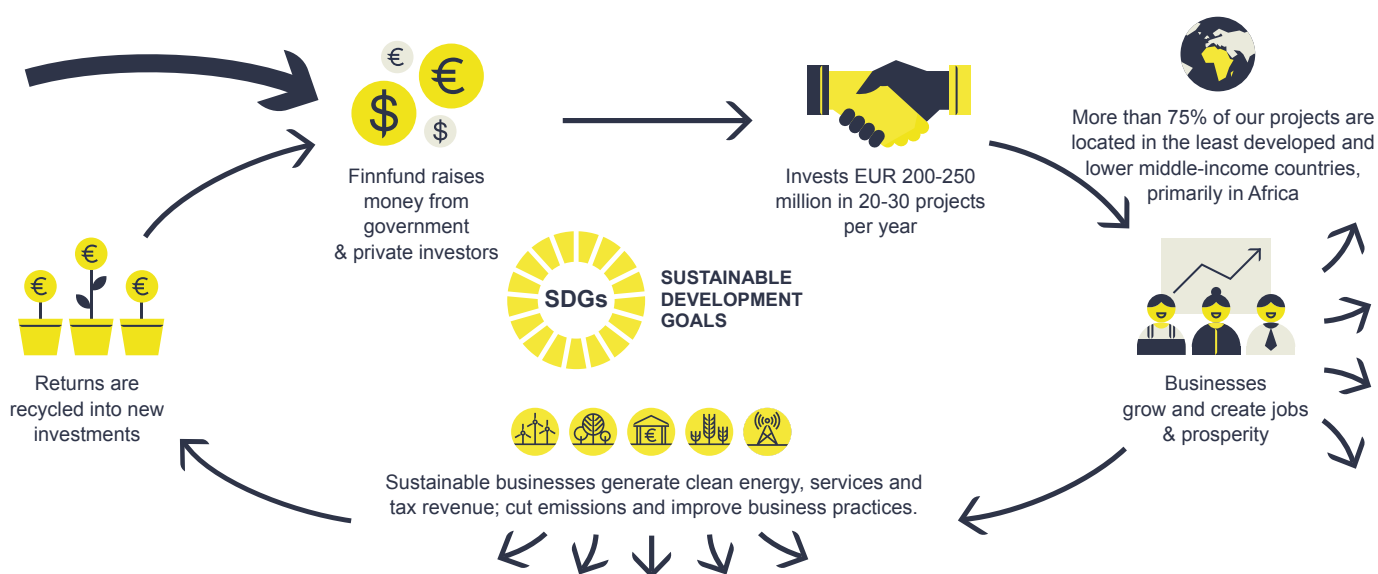 €
€
$
$
Finnfund raises
money from
government
& private investors
Invests EUR 200-250
million in 20-30 projects
per year
More than 75% of our projects are
located in the least developed and
lower middle-income countries,
primarily in Africa
Businesses
grow and create jobs
& prosperity
SDGs
SUSTAINABLE
DEVELOPMENT
GOALS
€
Sustainable businesses generate clean energy, services and
tax revenue; cut emissions and improve business practices.
€
€
€
Returns are
recycled into new
investments